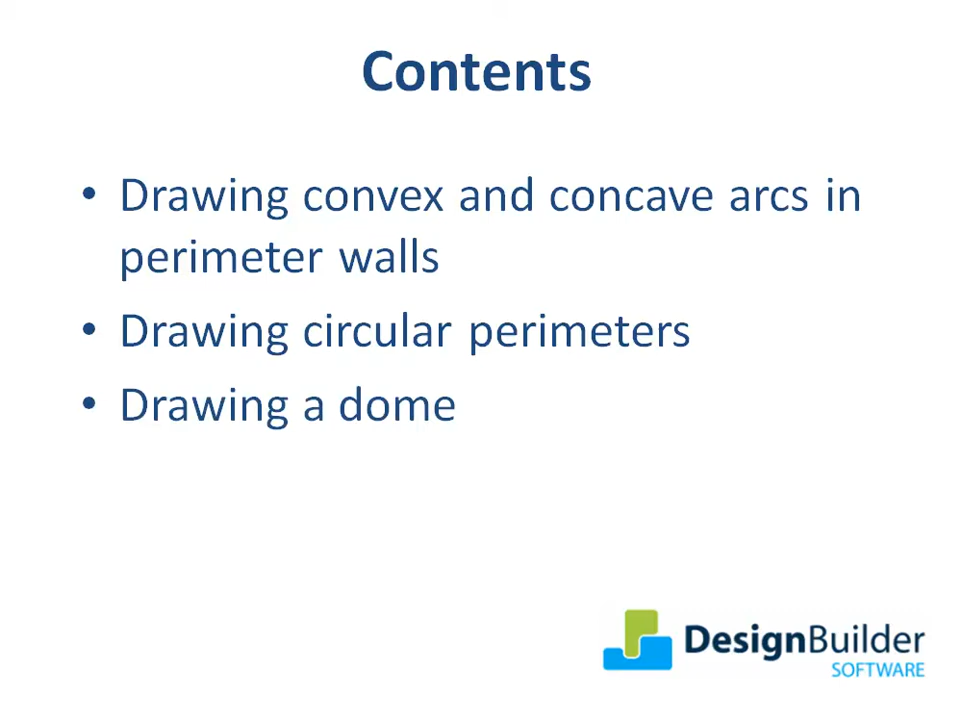 Contents
• Drawing convex and concave arcs in
perimeter walls
• Drawing circular perimeters
• Drawing a dome
DesignBuilder
SOFTWARE